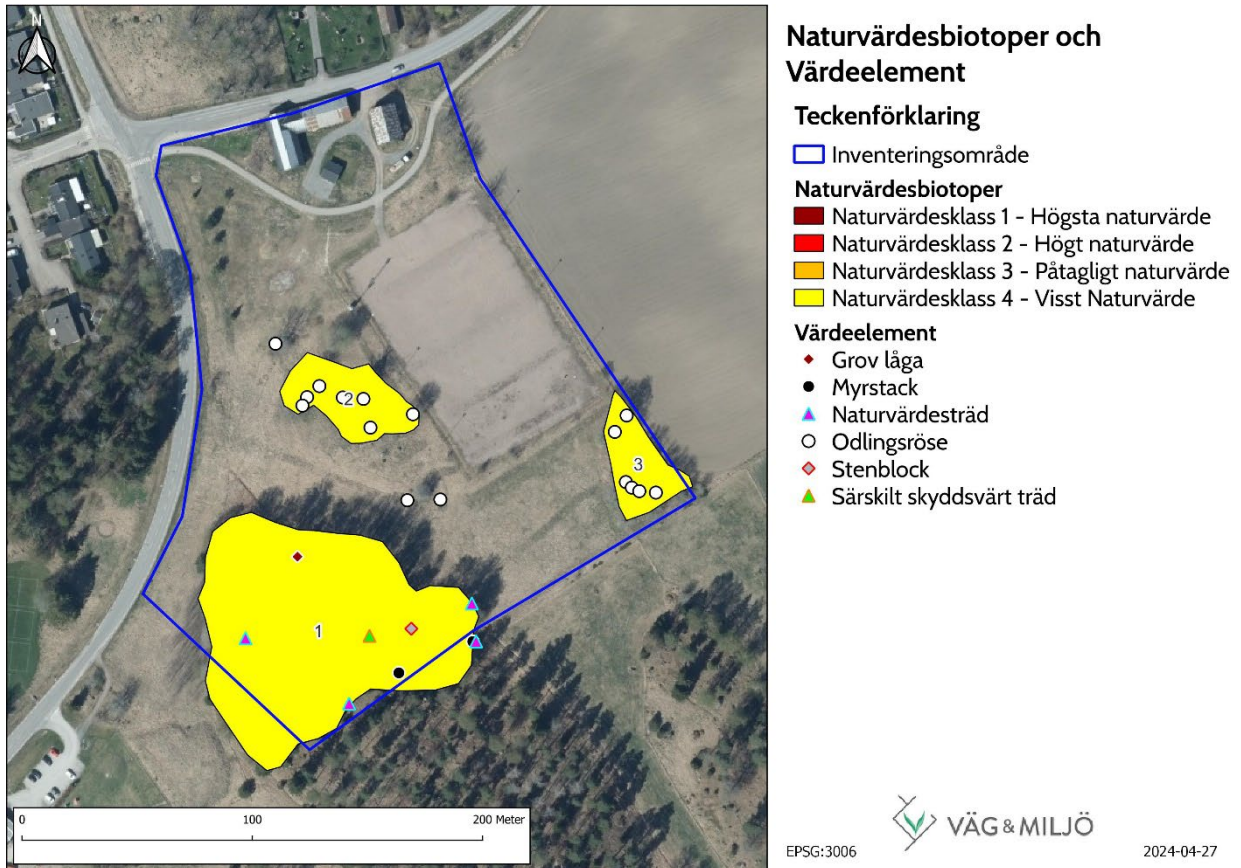 N
2
3
1
0 100 200 Meter
Naturvärdesbiotoper och
Värdeelement
Teckenförklaring
Inventeringsområde
Naturvärdesbiotoper
Naturvärdesklass 1 - Högsta naturvärde
Naturvärdesklass 2 - Högt naturvärde
Naturvärdesklass 3 - Påtagligt naturvärde
Naturvärdesklass 4 - Visst Naturvärde
Värdeelement
Grov låga
Myrstack
Naturvärdesträd
Odlingsröse
Stenblock
Särskilt skyddsvärt träd
VÄG & MILJÖ
EPSG:3006 2024-04-27